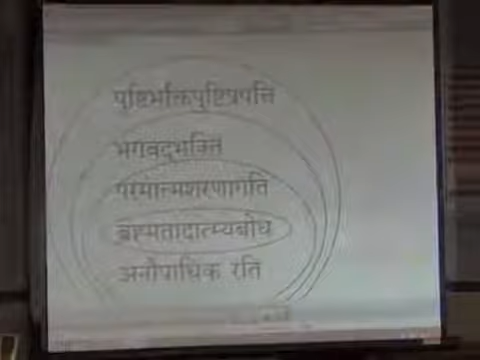 पुष्टिभक्तिपुष्टिप्रपत्ति
भगवद्भक्ति
परमात्मशरणागति
ब्रह्मतादात्म्यबोध
अनौपाधिक रति